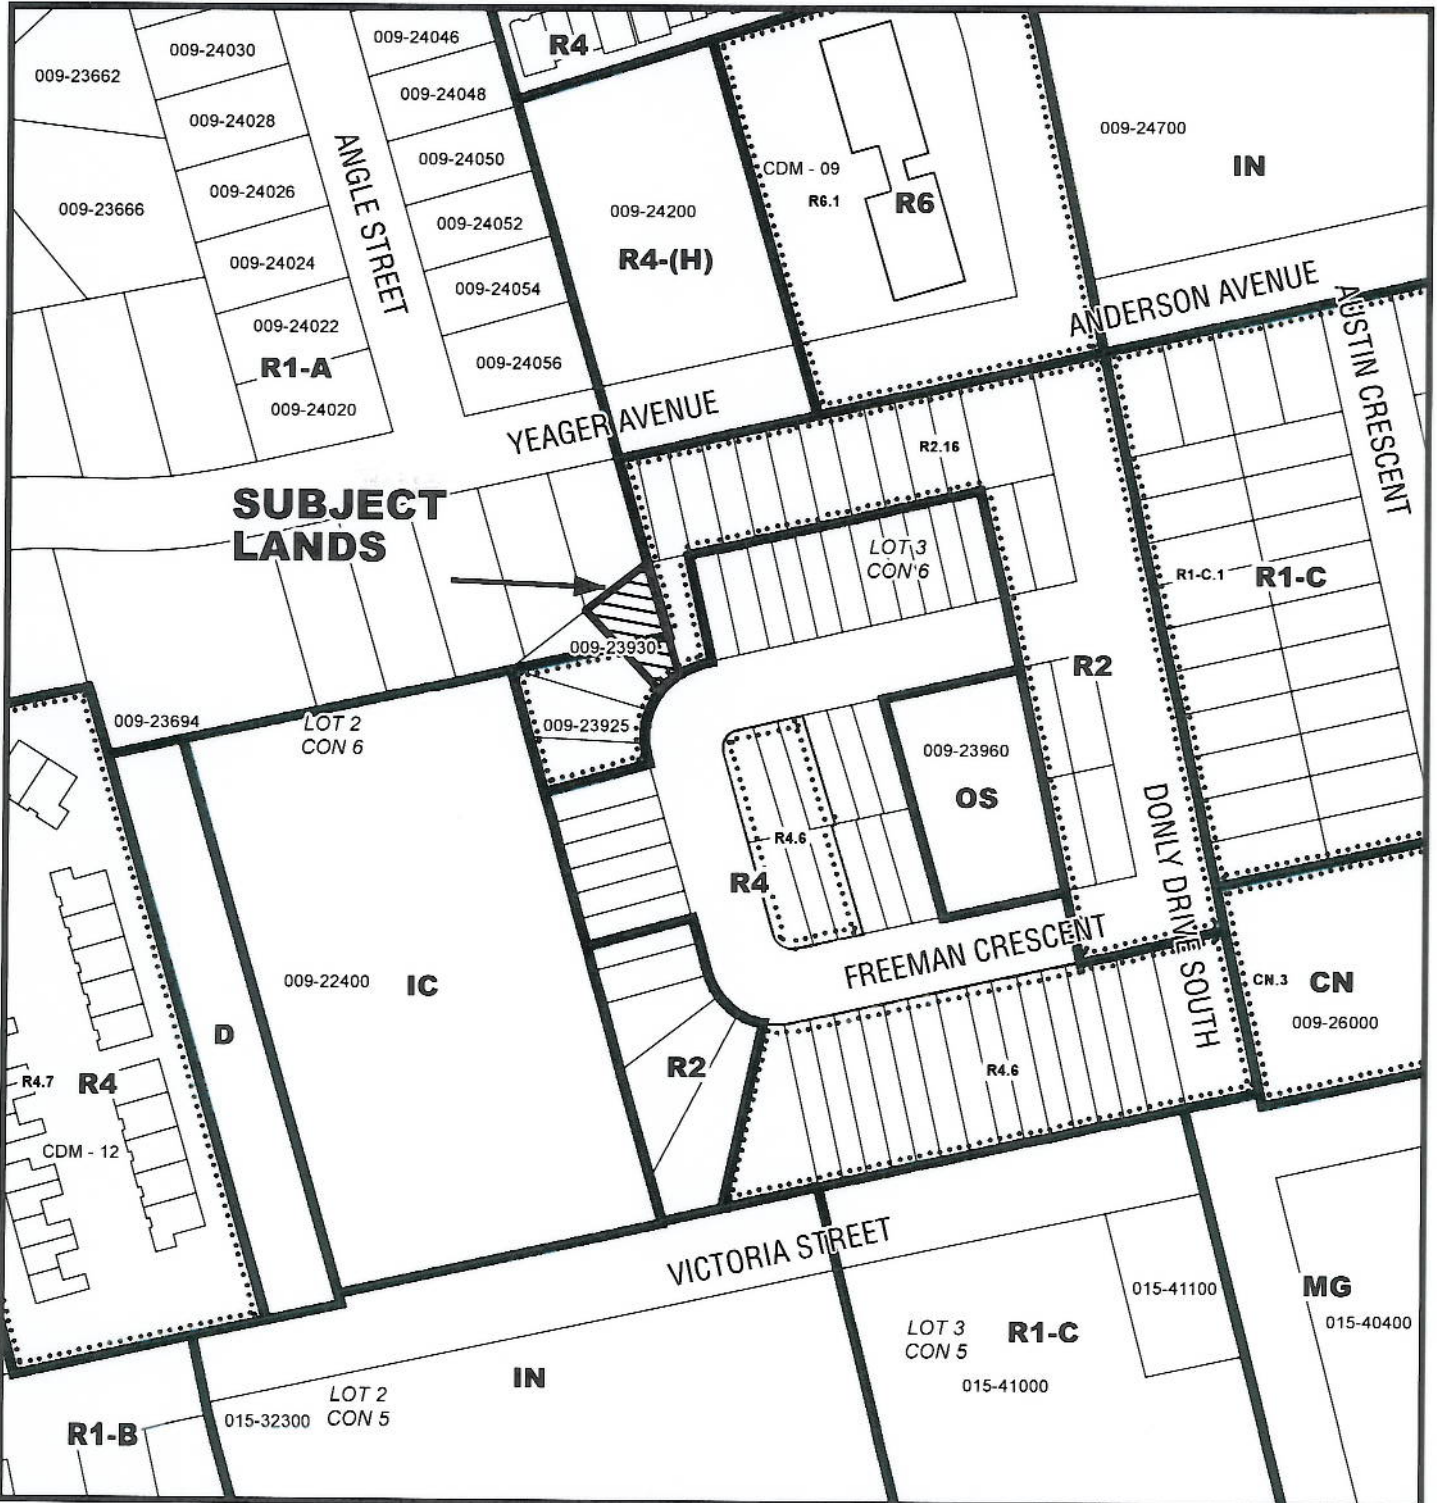 009-24046
009-24030
R4
009-23662
009-24048
009-24028
009-24700
IN
009-24050
CDM - 09
009-24026
R6.1
R6
009-23666
009-24200
ANGLE STREET
009-24052
R4-(H)
009-24024
009-24054
ANDERSON AVENUE
AUSTIN CRESCENT
009-24022
R1-A
009-24056
009-24020
YEAGER AVENUE
R2.16
SUBJECT
LANDS
LOT 3
CON 6
R1-C.1
R1-C
009-23930
R2
009-23694
LOT 2
CON 6
009-23925
009-23960
OS
DONLY DRIVE SOUTH
R4.6
R4
FREEMAN CRESCENT
009-22400
IC
CN.3
CN
009-26000
D
R2
R4.6
R4.7
R4
CDM - 12
VICTORIA STREET
015-41100
MG
015-40400
LOT 3
CON 5
R1-C
015-41000
IN
LOT 2
CON 5
015-32300
R1-B